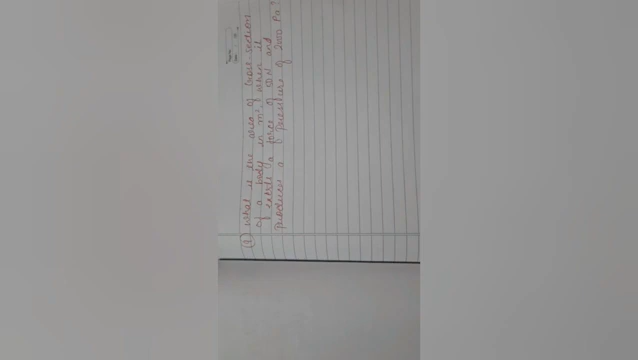 (1) What is the area of cross section
of a body in m², when it
exerts a force of 50N and
produces a pressure of 2000 Pa?